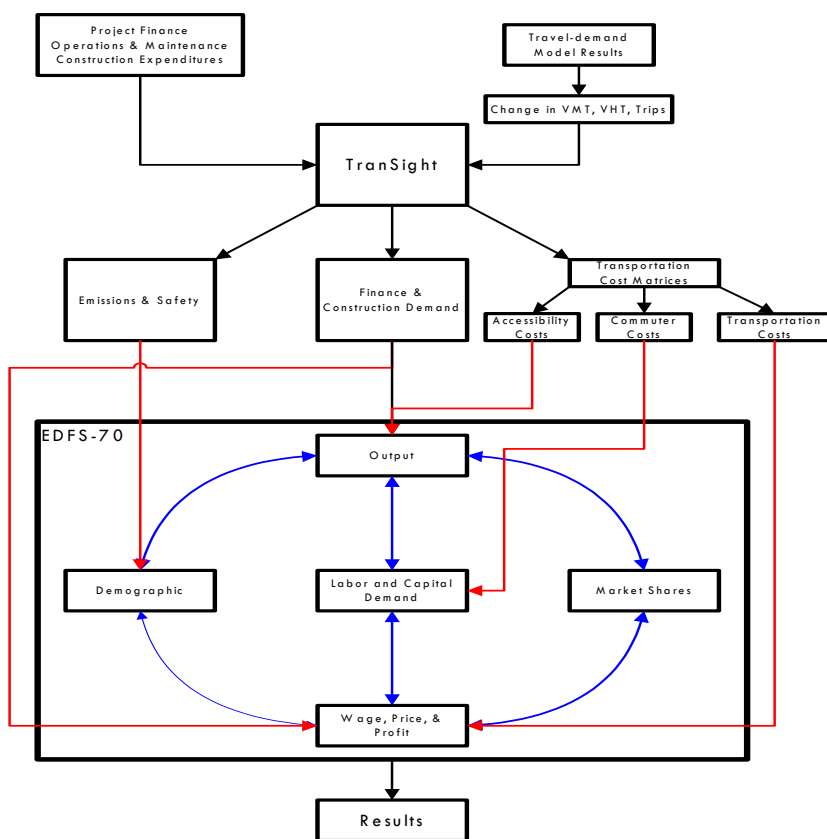 Project Finance
Operations & Maintenance
Construction Expenditures
Travel-demand
Model Results
Change in VMT, VHT, Trips
TranSight
Emissions & Safety
Finance &
Construction Demand
Transportation
Cost Matrices
Accessibility
Costs
Commuter
Costs
Transportation
Costs
EDFS-70
Output
Demographic
Labor and Capital
Demand
Market Shares
Wage, Price, &
Profit
Results